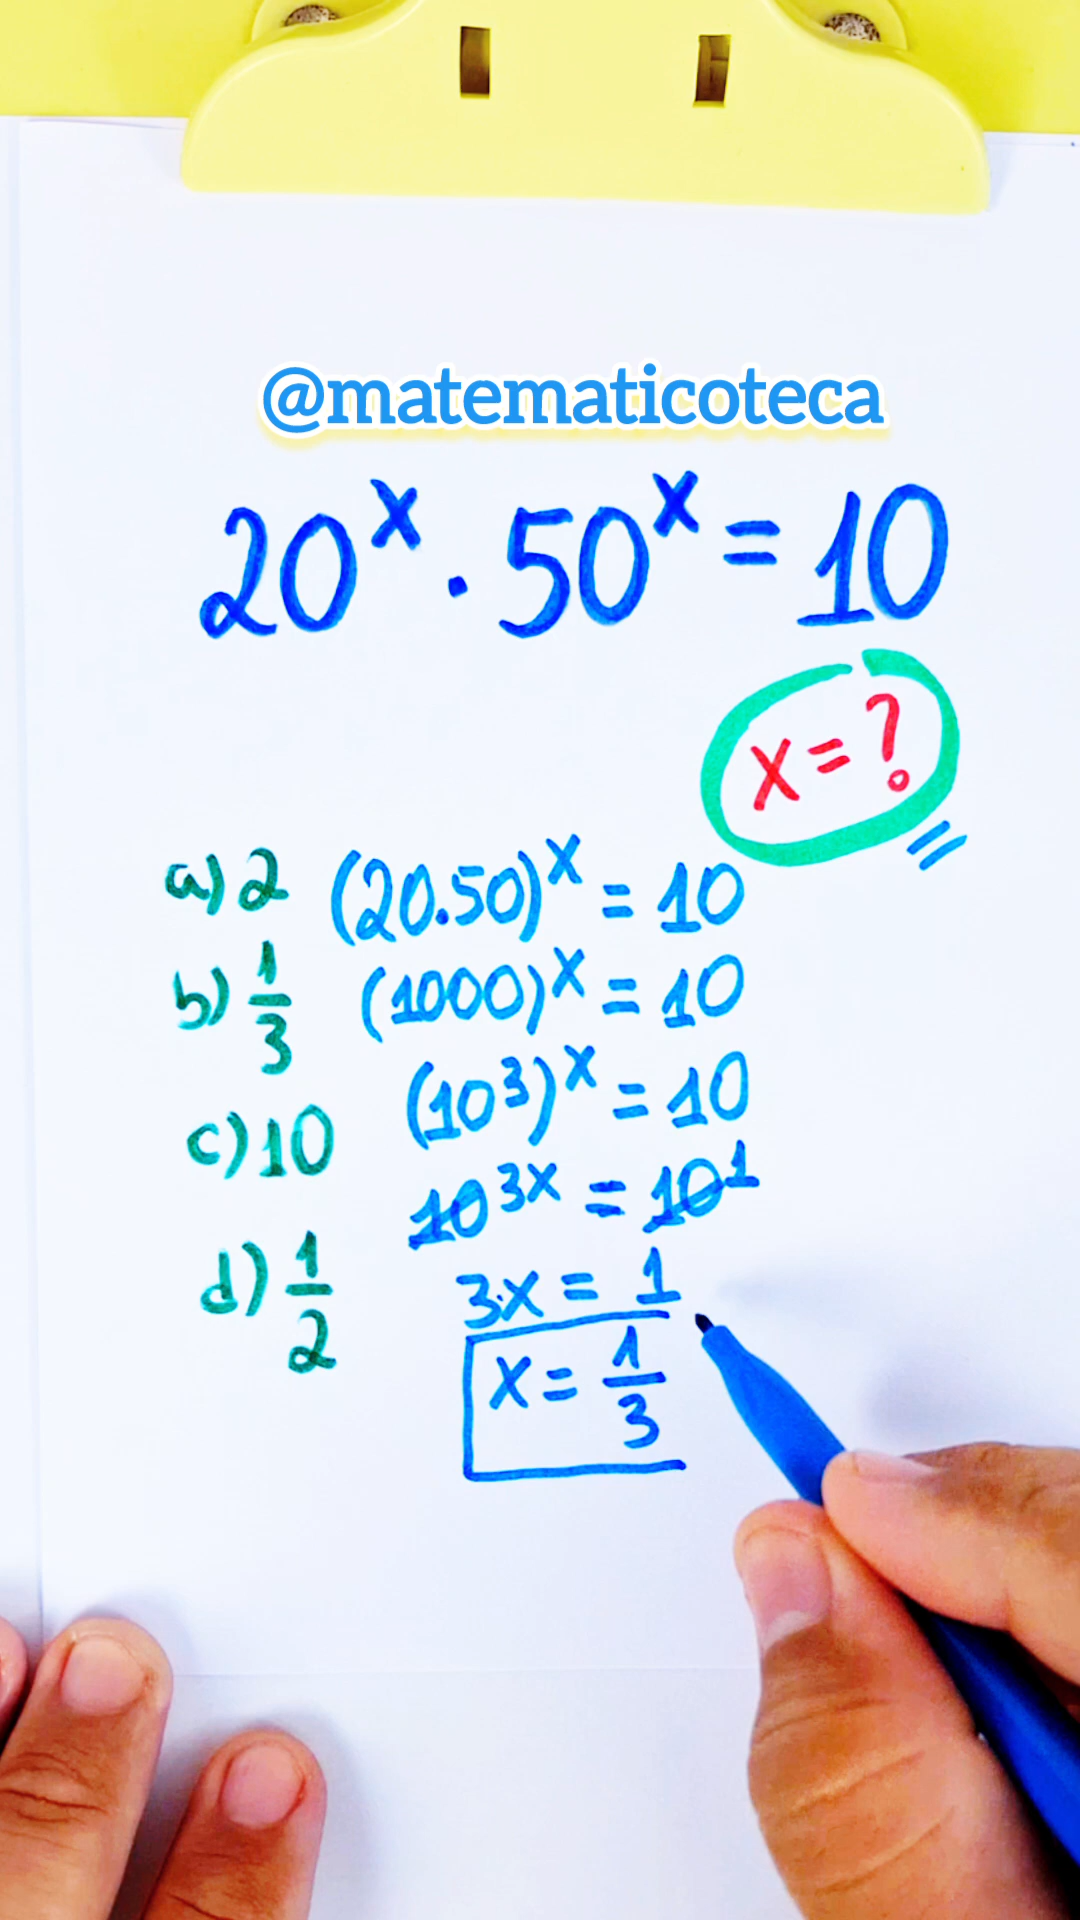 @matematicoteca
20^x . 50^x = 10
x = ?
a) 2
b) 1/3
c) 10
d) 1/2
(20.50)^x = 10
(1000)^x = 10
(10^3)^x = 10
10^3x = 10^1
3.x = 1
x = 1/3